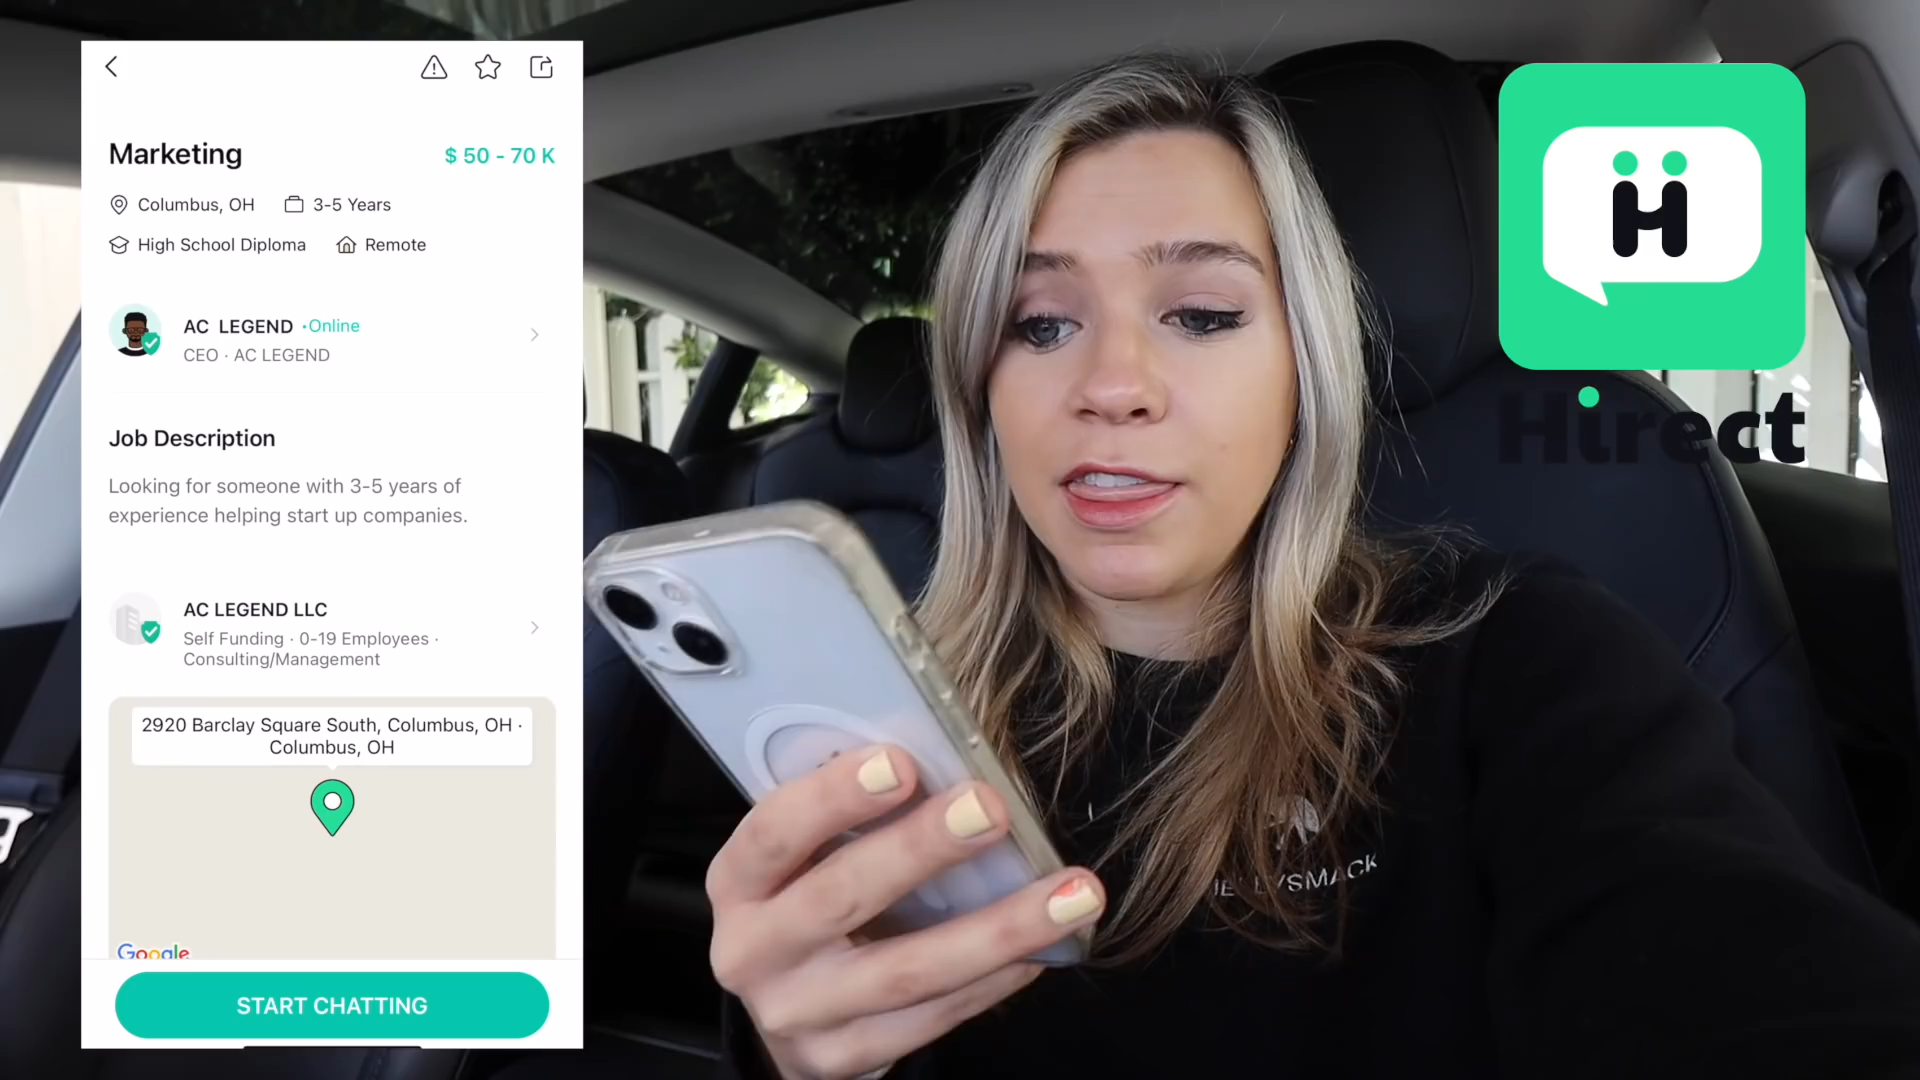 Marketing
$ 50 - 70 K
Columbus, OH
3-5 Years
High School Diploma
Remote
AC LEGEND •Online
CEO · AC LEGEND
Job Description
Looking for someone with 3-5 years of
experience helping start up companies.
AC LEGEND LLC
Self Funding · 0-19 Employees ·
Consulting/Management
2920 Barclay Square South, Columbus, OH ·
Columbus, OH
Google
START CHATTING
H
Hirect